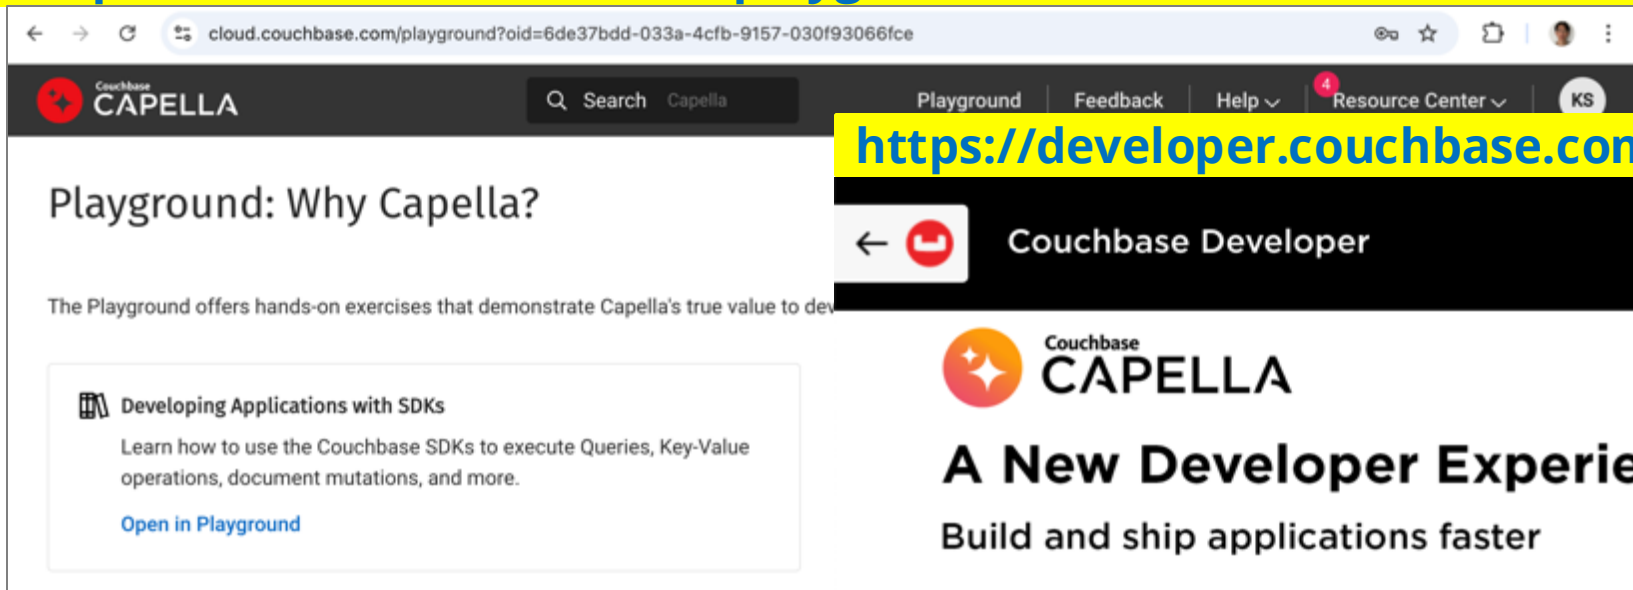 cloud.couchbase.com/playground?oid=6de37bdd-033a-4cfb-9157-030f93066fce
Couchbase
CAPELLA
Search Capella
Playground
Feedback
Help
4
Resource Center
KS
https://developer.couchbase.com
Playground: Why Capella?
Couchbase Developer
The Playground offers hands-on exercises that demonstrate Capella's true value to
Couchbase
CAPELLA
Developing Applications with SDKs
Learn how to use the Couchbase SDKs to execute Queries, Key-Value
operations, document mutations, and more.
Open in Playground
A New Developer
Build and ship applications faster